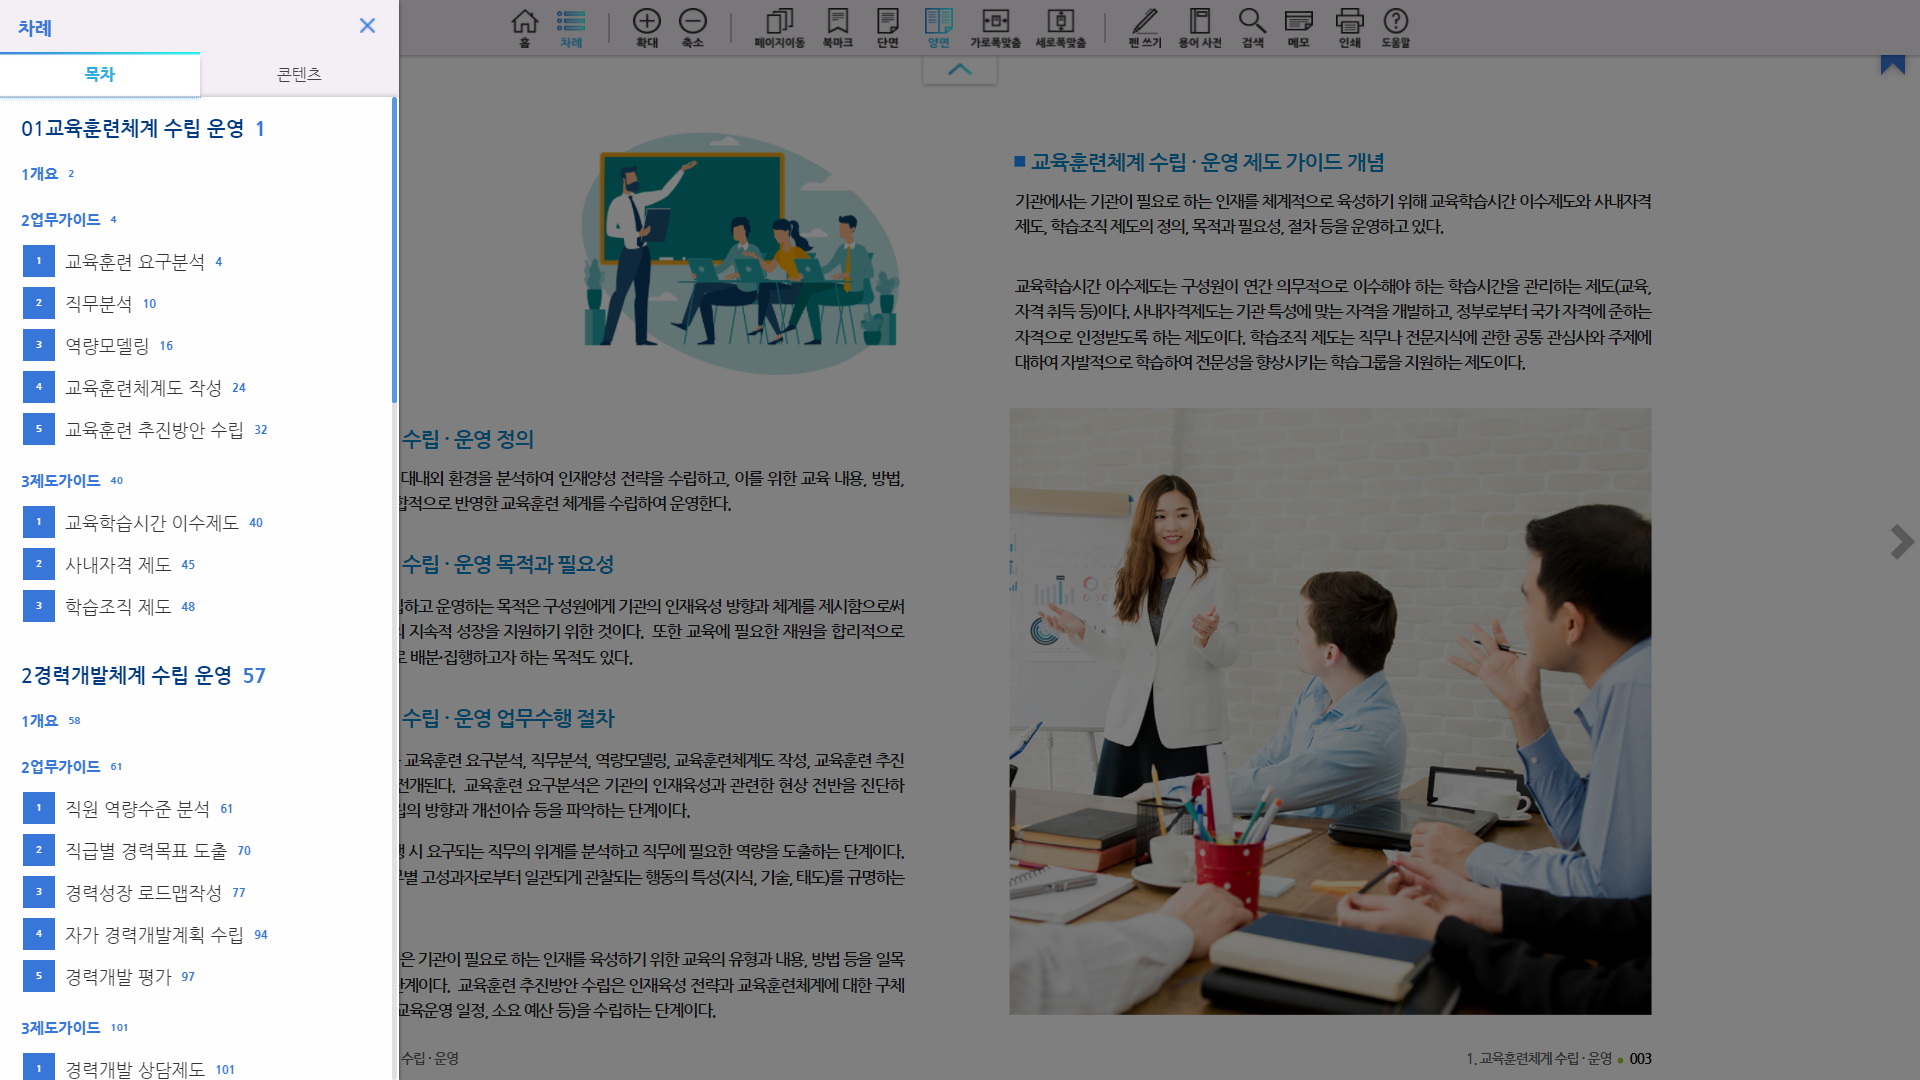 차례
목차
콘텐츠
01교육훈련체계 수립 운영 1
1개요 2
2업무가이드 4
1 교육훈련 요구분석 4
2 직무분석 10
3 역량모델링 16
4 교육훈련체계도 작성 24
5 교육훈련 추진방안 수립 32
3제도가이드 40
1 교육학습시간 이수제도 40
2 사내자격 제도 45
3 학습조직 제도 48
2경력개발체계 수립 운영 57
1개요 58
2업무가이드 61
1 직원 역량수준 분석 61
2 직급별 경력목표 도출 70
3 경력성장 로드맵작성 77
4 자가 경력개발계획 수립 94
5 경력개발 평가 97
3제도가이드 101
1 경력개발 상담제도 101
홈 차례 확대 축소 페이지이동 북마크 단면 양면 가로폭맞춤 세로폭맞춤 펜 쓰기 용어 사전 검색 메모 인쇄 도움말
수립 · 운영 정의
대내외 환경을 분석하여 인재양성 전략을 수립하고, 이를 위한 교육 내용, 방법,
합적으로 반영한 교육훈련 체계를 수립하여 운영한다.
수립 · 운영 목적과 필요성
하고 운영하는 목적은 구성원에게 기관의 인재육성 방향과 체계를 제시함으로써
지속적 성장을 지원하기 위한 것이다. 또한 교육에 필요한 재원을 합리적으로
배분·집행하고자 하는 목적도 있다.
수립 · 운영 업무수행 절차
교육훈련 요구분석, 직무분석, 역량모델링, 교육훈련체계도 작성, 교육훈련 추진
전개된다. 교육훈련 요구분석은 기관의 인재육성과 관련한 현상 전반을 진단하
의 방향과 개선이슈 등을 파악하는 단계이다.
시 요구되는 직무의 위계를 분석하고 직무에 필요한 역량을 도출하는 단계이다.
별 고성과자로부터 일관되게 관찰되는 행동의 특성(지식, 기술, 태도)를 규명하는
은 기관이 필요로 하는 인재를 육성하기 위한 교육의 유형과 내용, 방법 등을 일목
단계이다. 교육훈련 추진방안 수립은 인재육성 전략과 교육훈련체계에 대한 구체
교육운영 일정, 소요 예산 등)을 수립하는 단계이다.
수립 · 운영
■ 교육훈련체계 수립 · 운영 제도 가이드 개념
기관에서는 기관이 필요로 하는 인재를 체계적으로 육성하기 위해 교육학습시간 이수제도와 사내자격
제도, 학습조직 제도의 정의, 목적과 필요성, 절차 등을 운영하고 있다.
교육학습시간 이수제도는 구성원이 연간 의무적으로 이수해야 하는 학습시간을 관리하는 제도(교육,
자격 취득 등)이다. 사내자격제도는 기관 특성에 맞는 자격을 개발하고, 정부로부터 국가 자격에 준하는
자격으로 인정받도록 하는 제도이다. 학습조직 제도는 직무나 전문지식에 관한 공통 관심사와 주제에
대하여 자발적으로 학습하여 전문성을 향상시키는 학습그룹을 지원하는 제도이다.
1. 교육훈련체계 수립 · 운영 ● 003